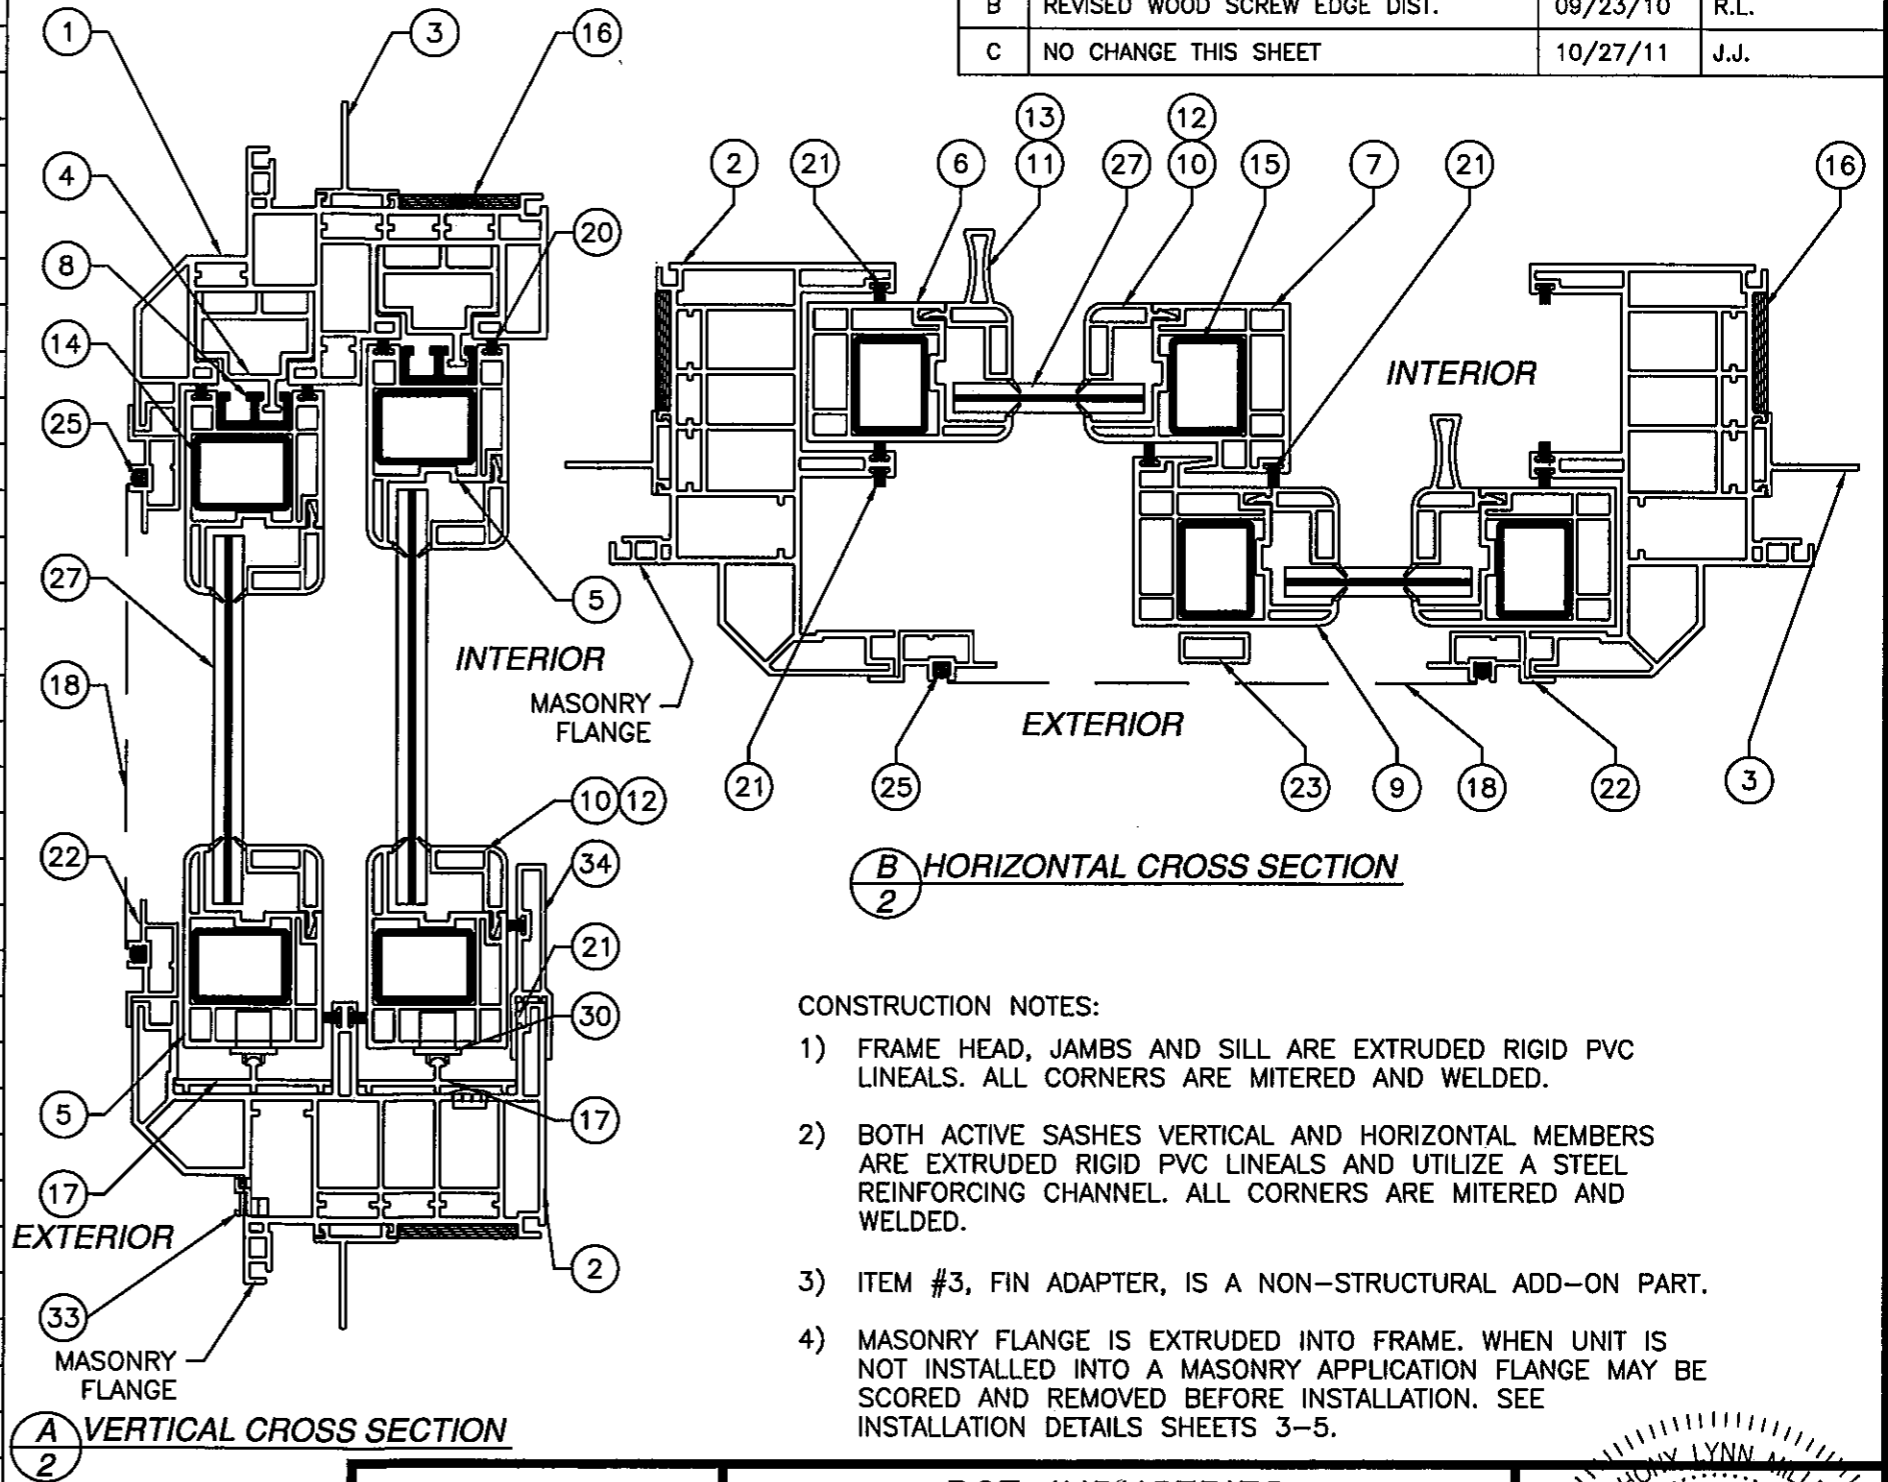 B REVISED WOOD SCREW EDGE DIST. 09/23/10 R.L.
C NO CHANGE THIS SHEET 10/27/11 J.J.
1
3
16
4
8
14
25
20
27
5
INTERIOR
18
MASONRY
FLANGE
10 12
22
34
21
30
5
17
17
EXTERIOR
2
33
MASONRY
FLANGE
A
2
VERTICAL CROSS SECTION
13
12
2
21
6
11
27
10
15
7
21
16
INTERIOR
EXTERIOR
21
25
23
9
18
22
3
B
2
HORIZONTAL CROSS SECTION
CONSTRUCTION NOTES:
1) FRAME HEAD, JAMBS AND SILL ARE EXTRUDED RIGID PVC
LINEALS. ALL CORNERS ARE MITERED AND WELDED.
2) BOTH ACTIVE SASHES VERTICAL AND HORIZONTAL MEMBERS
ARE EXTRUDED RIGID PVC LINEALS AND UTILIZE A STEEL
REINFORCING CHANNEL. ALL CORNERS ARE MITERED AND
WELDED.
3) ITEM #3, FIN ADAPTER, IS A NON-STRUCTURAL ADD-ON PART.
4) MASONRY FLANGE IS EXTRUDED INTO FRAME. WHEN UNIT IS
NOT INSTALLED INTO A MASONRY APPLICATION FLANGE MAY BE
SCORED AND REMOVED BEFORE INSTALLATION. SEE
INSTALLATION DETAILS SHEETS 3-5.
LYNN